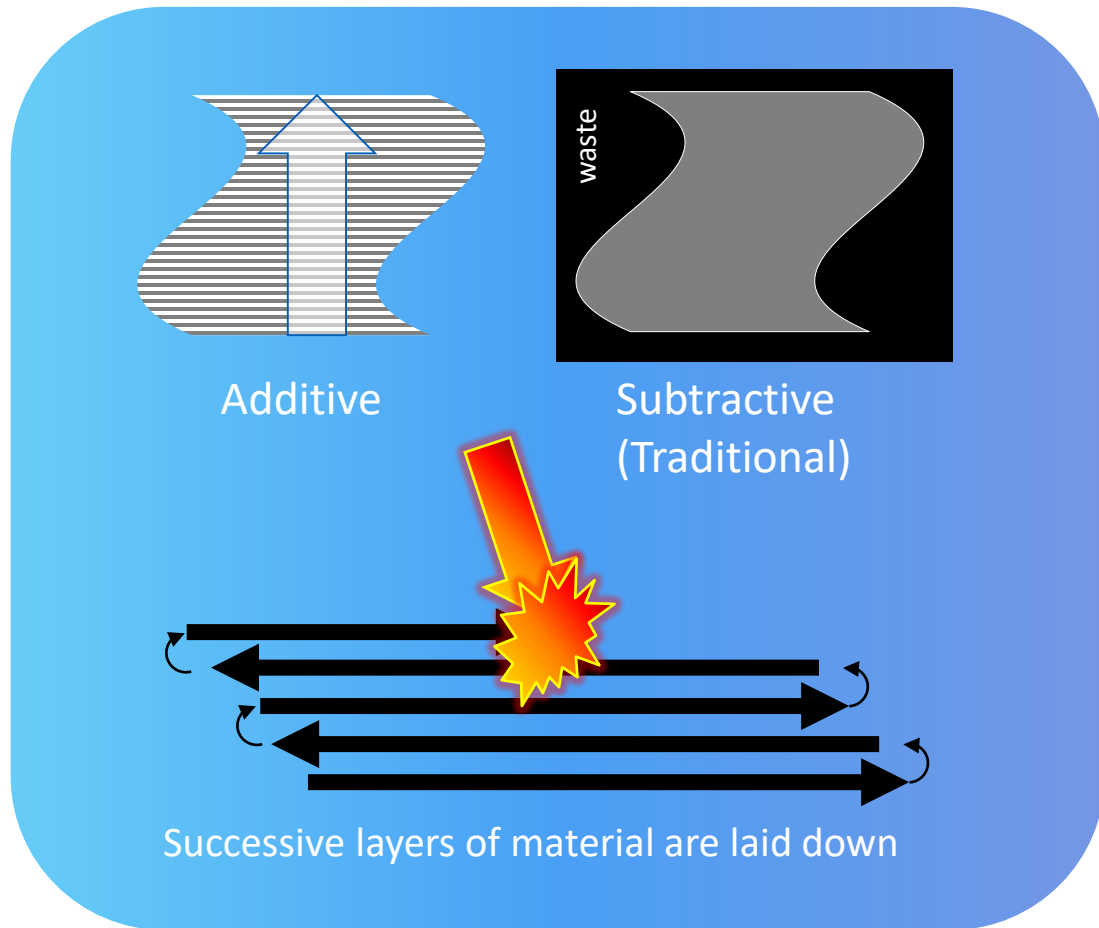 waste
Additive
Subtractive
(Traditional)
Successive layers of material are laid down